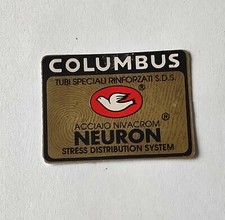 COLUMBUS
TUBI SPECIALI RINFORZATI S.D.S.
®
ACCIAIO NIVACROM®
NEURON
STRESS DISTRIBUTION SYSTEM